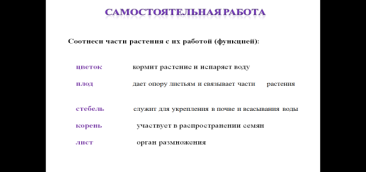 САМОСТОЯТЕЛЬНАЯ РАБОТА
Соотнеси части растения с их работой (функцией):
цветок кормит растение и испаряет воду
плод дает опору листьям и связывает части растения
стебель служит для укрепления в почве и всасывания воды
корень участвует в распространении семян
лист орган размножения